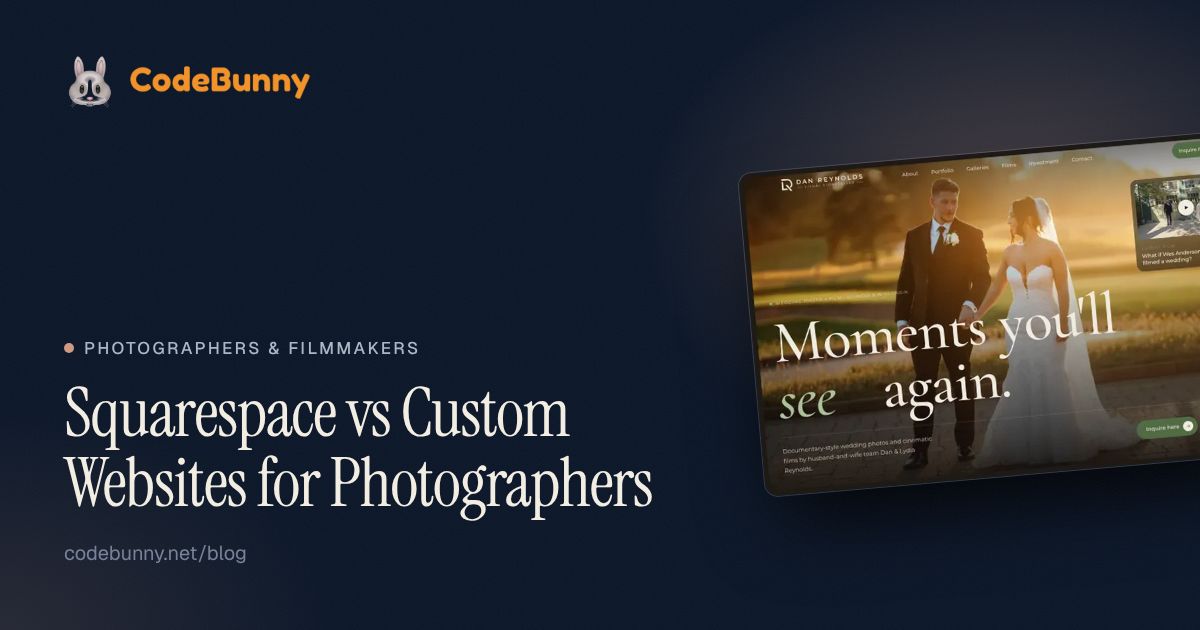 CodeBunny
PHOTOGRAPHERS & FILMMAKERS
Squarespace vs Custom
Websites for Photographers
codebunny.net/blog
DAN REYNOLDS
About Portfolio Galleries Films Investment Contact
Inquire
What if Wes Anderson
filmed a wedding?
Moments you'll
see again.
Documentary-style wedding photos and cinematic
films by husband-and-wife team Dan & Lydia
Reynolds.
Inquire here